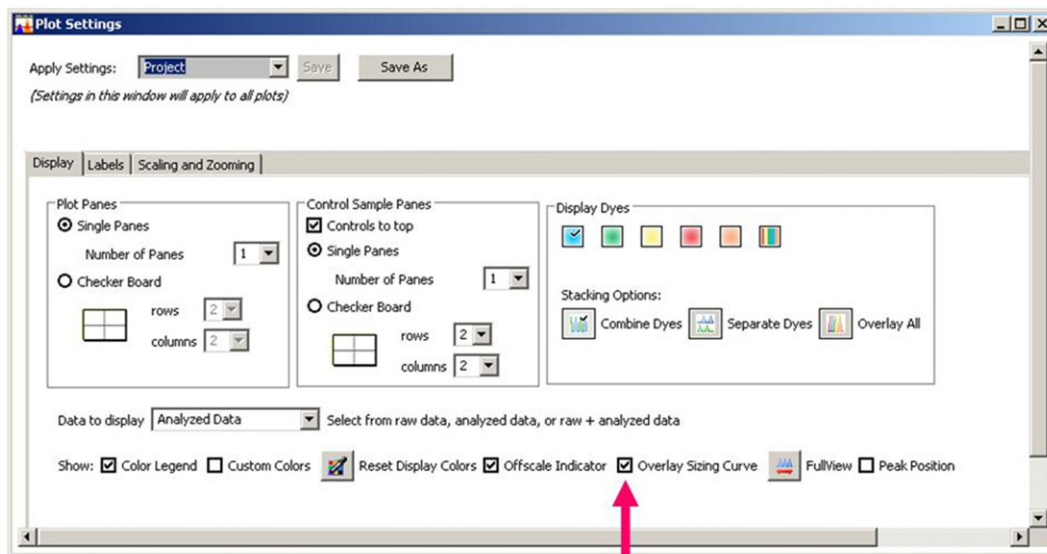 Plot Settings
Apply Settings: Project Save Save As
(Settings in this window will apply to all plots)
Display Labels Scaling and Zooming
Plot Panes
Single Panes
Number of Panes 1
Checker Board
rows 2
columns 2
Control Sample Panes
Controls to top
Single Panes
Number of Panes 1
Checker Board
rows 2
columns 2
Display Dyes
Stacking Options:
Combine Dyes Separate Dyes Overlay All
Data to display Analyzed Data Select from raw data, analyzed data, or raw + analyzed data
Show: Color Legend Custom Colors Reset Display Colors Offscale Indicator Overlay Sizing Curve FullView Peak Position